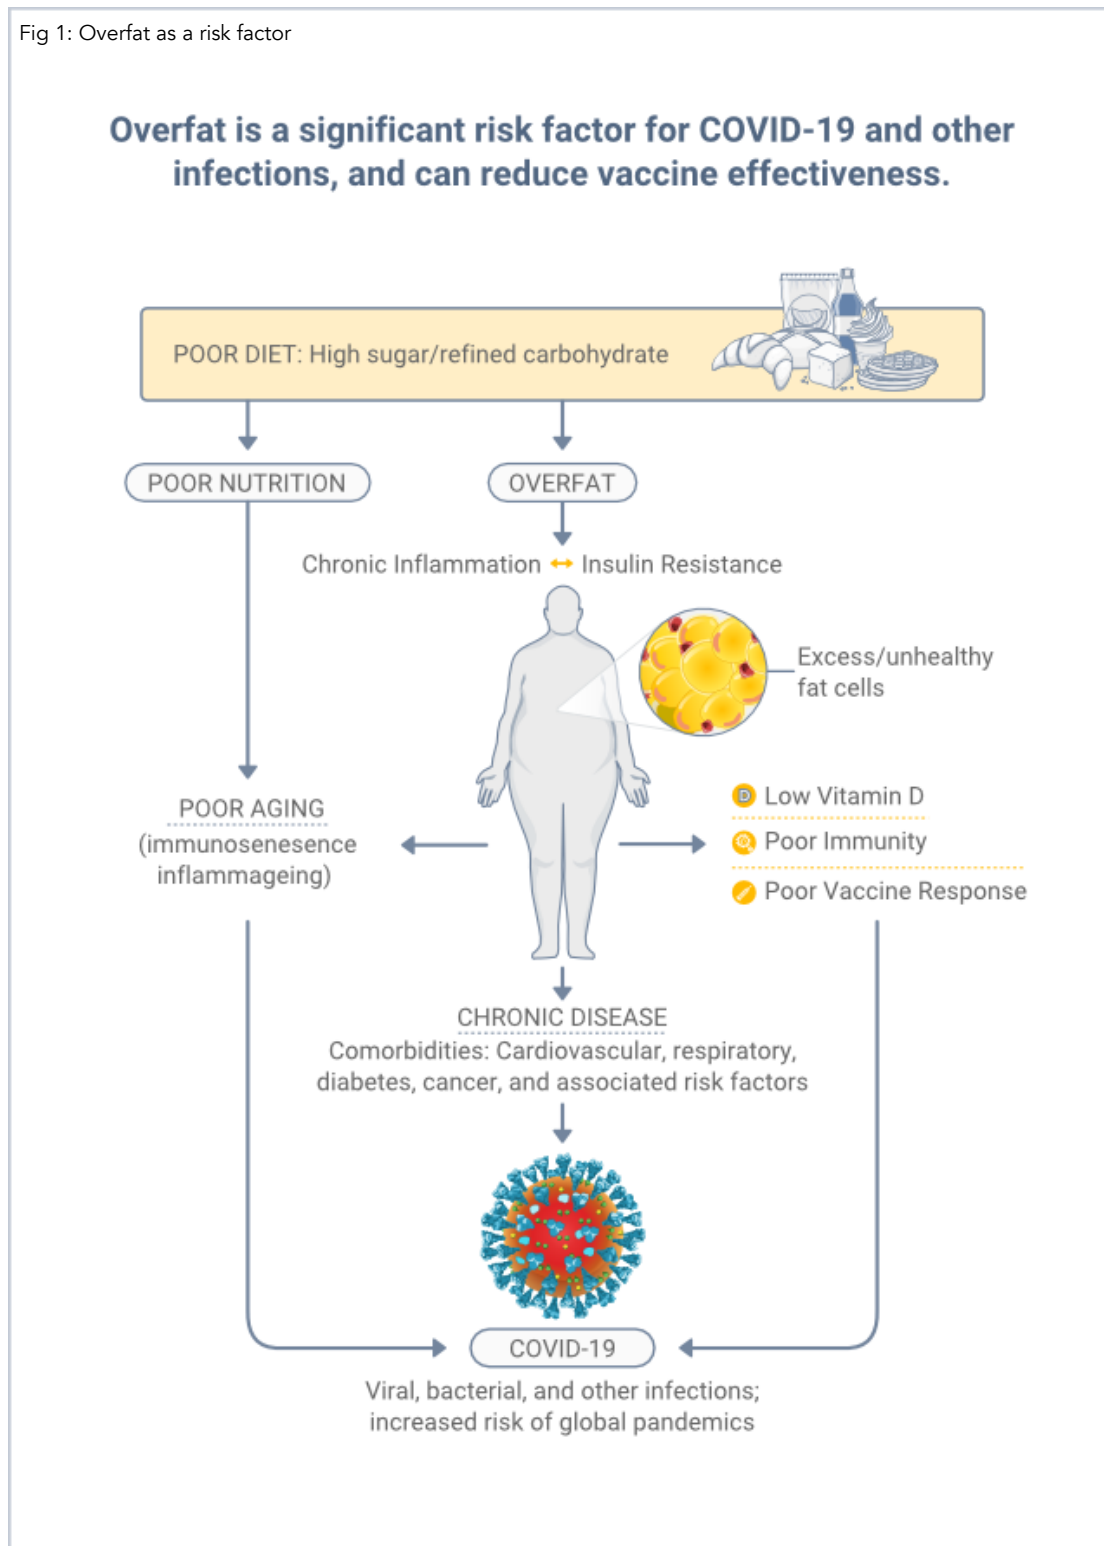 Fig 1: Overfat as a risk factor
Overfat is a significant risk factor for COVID-19 and other
infections, and can reduce vaccine effectiveness.
POOR DIET: High sugar/refined carbohydrate
POOR NUTRITION
OVERFAT
Chronic Inflammation ↔ Insulin Resistance
Excess/unhealthy
fat cells
POOR AGING
(immunosenesence
inflammageing)
D Low Vitamin D
Poor Immunity
Poor Vaccine Response
CHRONIC DISEASE
Comorbidities: Cardiovascular, respiratory,
diabetes, cancer, and associated risk factors
COVID-19
Viral, bacterial, and other infections;
increased risk of global pandemics